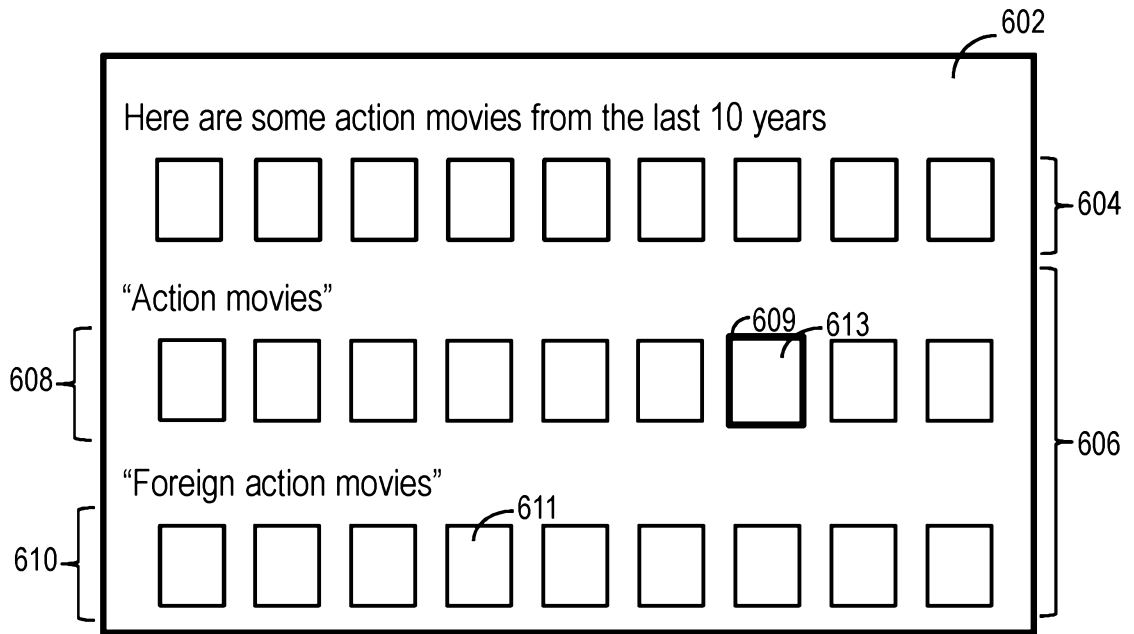 602
Here are some action movies from the last 10 years
604
“Action movies”
609
613
608
606
“Foreign action movies”
611
610